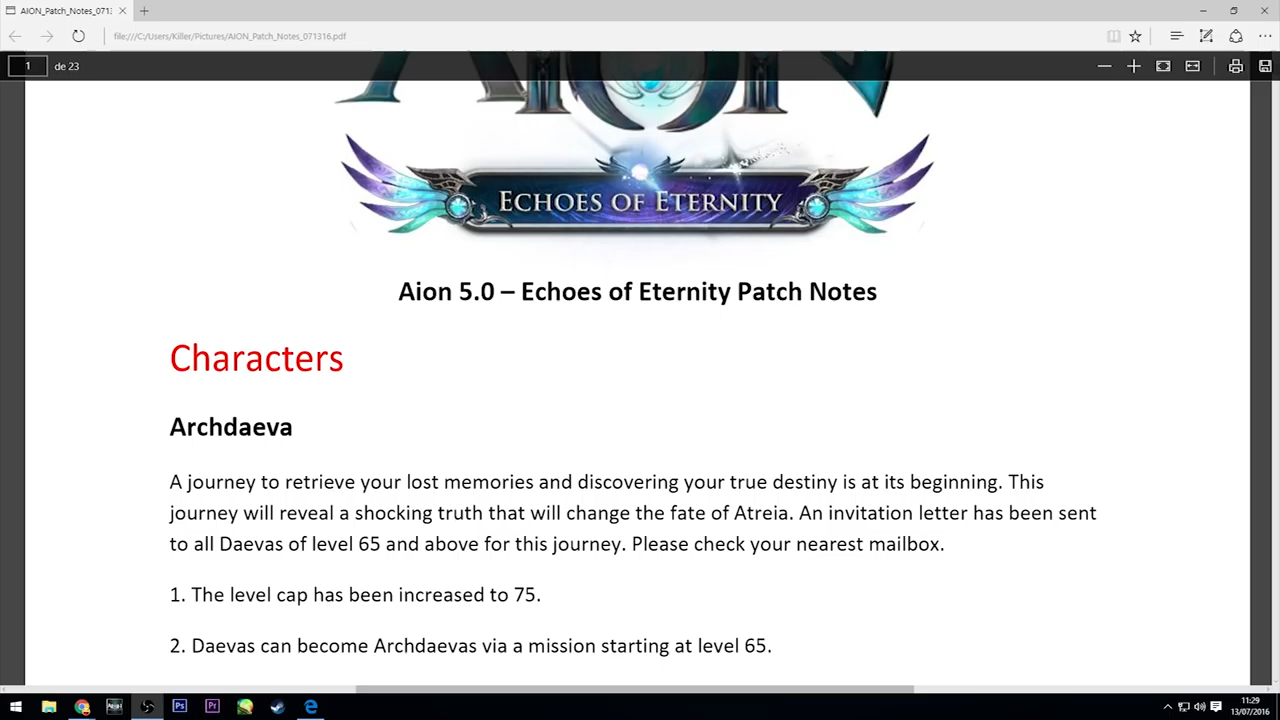 AION_Patch_Notes_071
file:///C:/Users/Killer/Pictures/AION_Patch_Notes_071316.pdf
1 de 23
AION
ECHOES OF ETERNITY
Aion 5.0 – Echoes of Eternity Patch Notes
Characters
Archdaeva
A journey to retrieve your lost memories and discovering your true destiny is at its beginning. This
journey will reveal a shocking truth that will change the fate of Atreia. An invitation letter has been sent
to all Daevas of level 65 and above for this journey. Please check your nearest mailbox.
1. The level cap has been increased to 75.
2. Daevas can become Archdaevas via a mission starting at level 65.
Ps Pr
11:29
13/07/2016